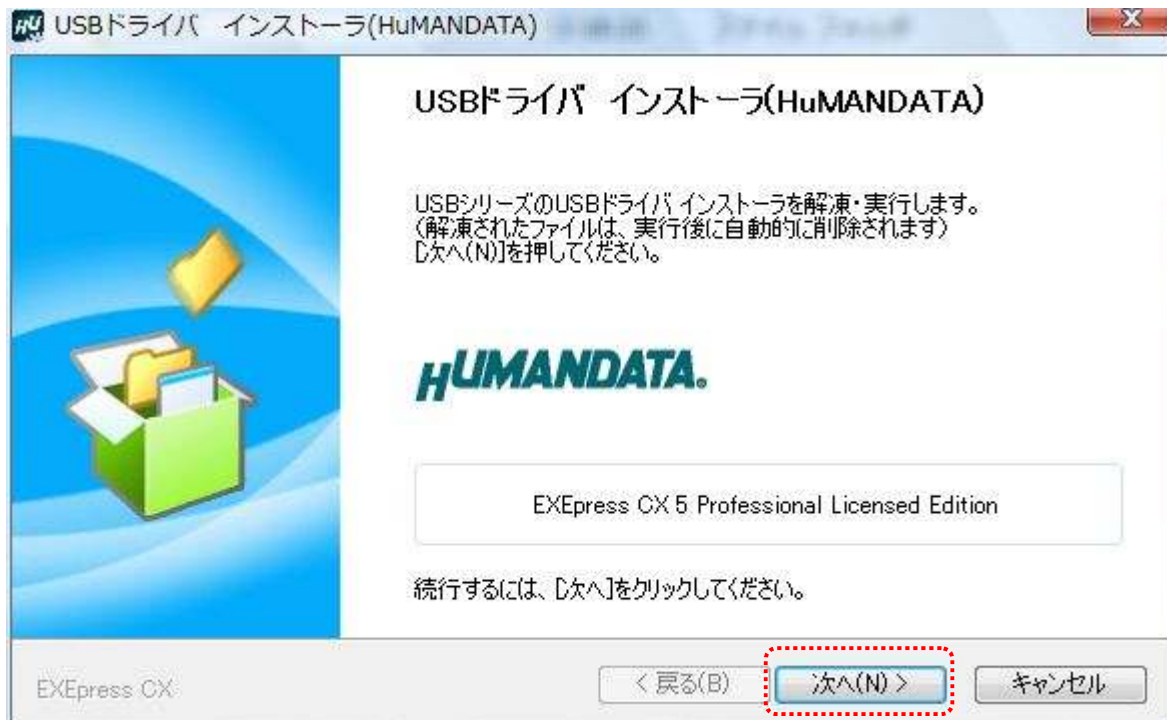 USBドライバ インストーラ(HuMANDATA)
USBドライバ インストーラ(HuMANDATA)
USBシリーズのUSBドライバ インストーラを解凍・実行します。
(解凍されたファイルは、実行後に自動的に削除されます)
[次へ(N)]を押してください。
HUMANDATA.
EXEpress CX 5 Professional Licensed Edition
続行するには、[次へ]をクリックしてください。
EXEpress CX
< 戻る(B)
次へ(N) >
キャンセル